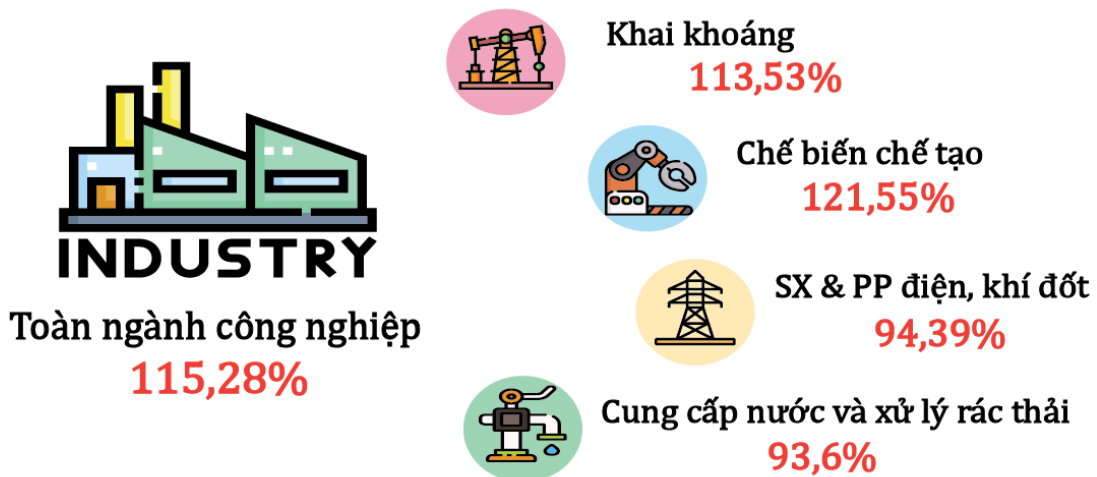 INDUSTRY
Toàn ngành công nghiệp
115,28%
Khai khoáng
113,53%
Chế biến chế tạo
121,55%
SX & PP điện, khí đốt
94,39%
Cung cấp nước và xử lý rác thải
93,6%